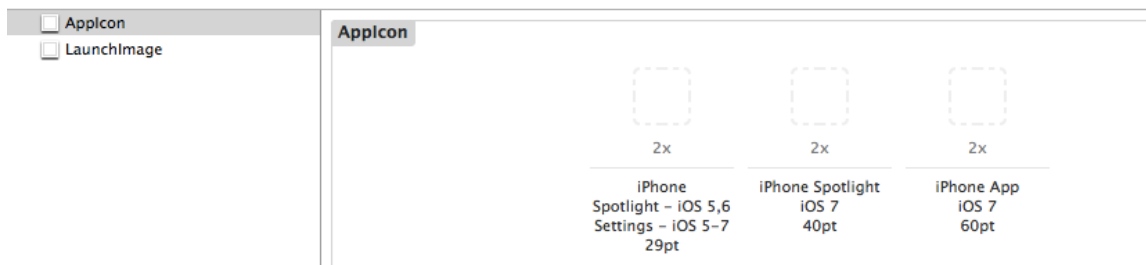 AppIcon
LaunchImage
AppIcon
2x
2x
2x
iPhone
Spotlight – iOS 5,6
Settings – iOS 5–7
29pt
iPhone Spotlight
iOS 7
40pt
iPhone App
iOS 7
60pt